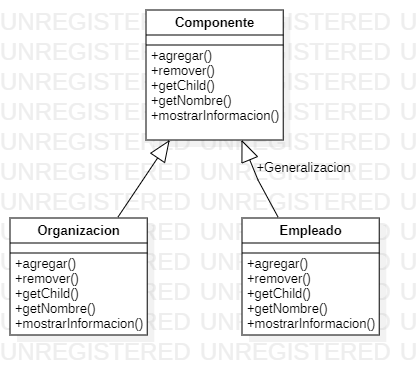 UNREGISTERED UNREGISTERED
Componente
+agregar()
+remover()
+getChild()
+getNombre()
+mostrarInformacion()
+Generalizacion
Organizacion
+agregar()
+remover()
+getChild()
+getNombre()
+mostrarInformacion()
Empleado
+agregar()
+remover()
+getChild()
+getNombre()
+mostrarInformacion()
UNREGISTERED UNREGISTERED